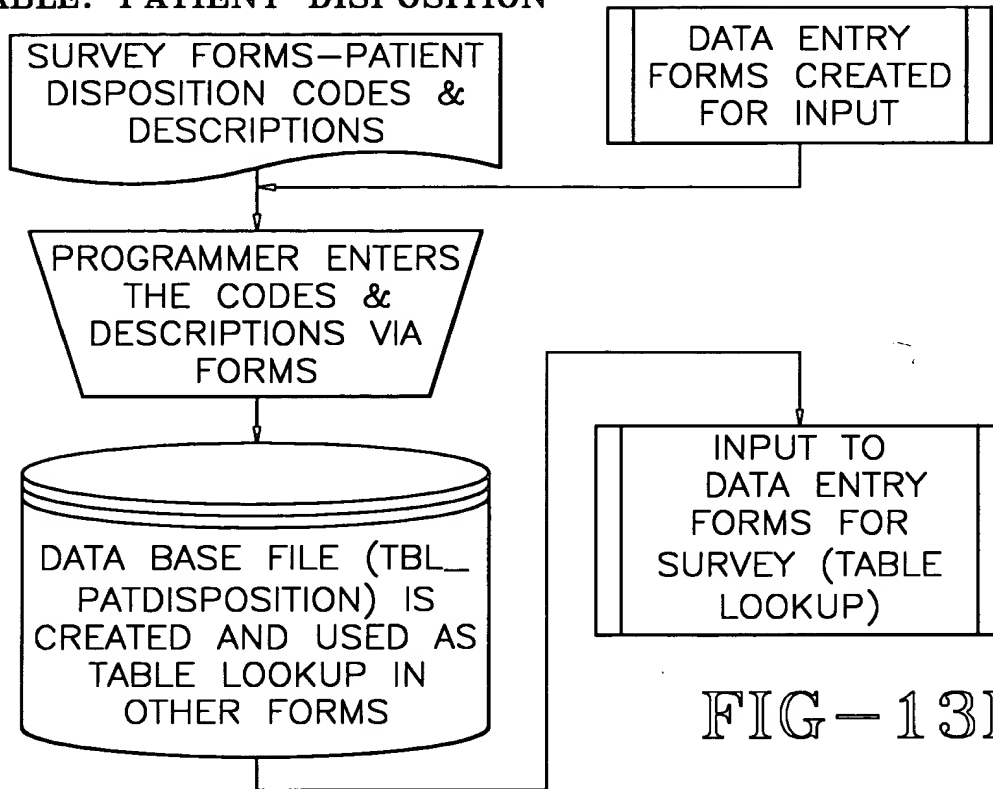 PATIENT DISPOSITION
SURVEY FORMS-PATIENT
DISPOSITION CODES &
DESCRIPTIONS
DATA ENTRY
FORMS CREATED
FOR INPUT
PROGRAMMER ENTERS
THE CODES &
DESCRIPTIONS VIA
FORMS
DATA BASE FILE (TBL_
PATDISPOSITION) IS
CREATED AND USED AS
TABLE LOOKUP IN
OTHER FORMS
INPUT TO
DATA ENTRY
FORMS FOR
SURVEY (TABLE
LOOKUP)